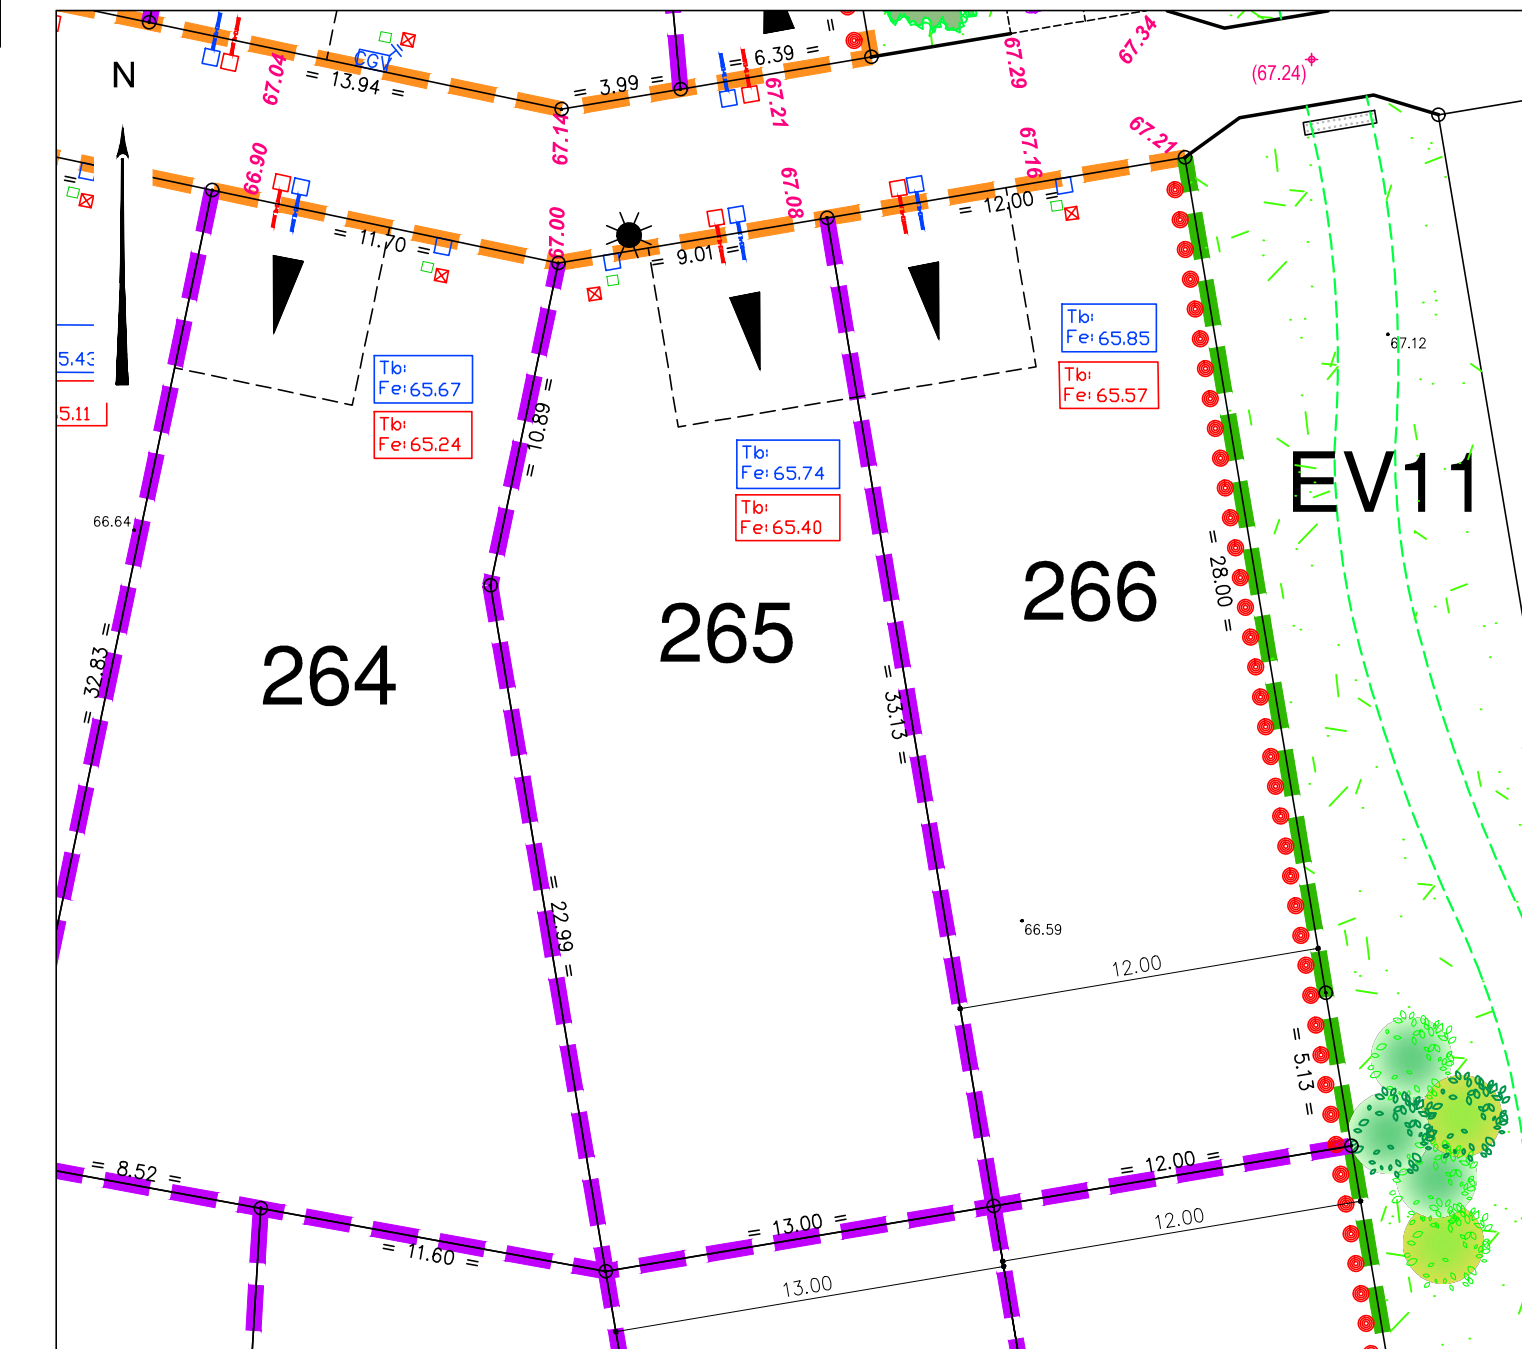 67.34
67.29
(67.24)
= 6.39 =
=
CGV
67.04
= 13.94 =
= 3.99 =
67.21
N
67.14
67.21
66.90
67.16
67.08
=
= 12.00 =
= 11.70 =
67.00
= 9.01 =
Tb:
Fe: 65.85
67.12
5.43
Tb:
Fe: 65.67
Tb:
Fe: 65.57
5.11
Tb:
Fe: 65.24
= 10.89 =
Tb:
Fe: 65.74
EV11
Tb:
Fe: 65.40
66.64
= 28.00 =
266
265
264
= 32.83 =
= 33.13 =
= 22.99 =
66.59
12.00
= 5.13 =
= 12.00 =
= 8.52 =
= 13.00 =
12.00
= 11.60 =
13.00